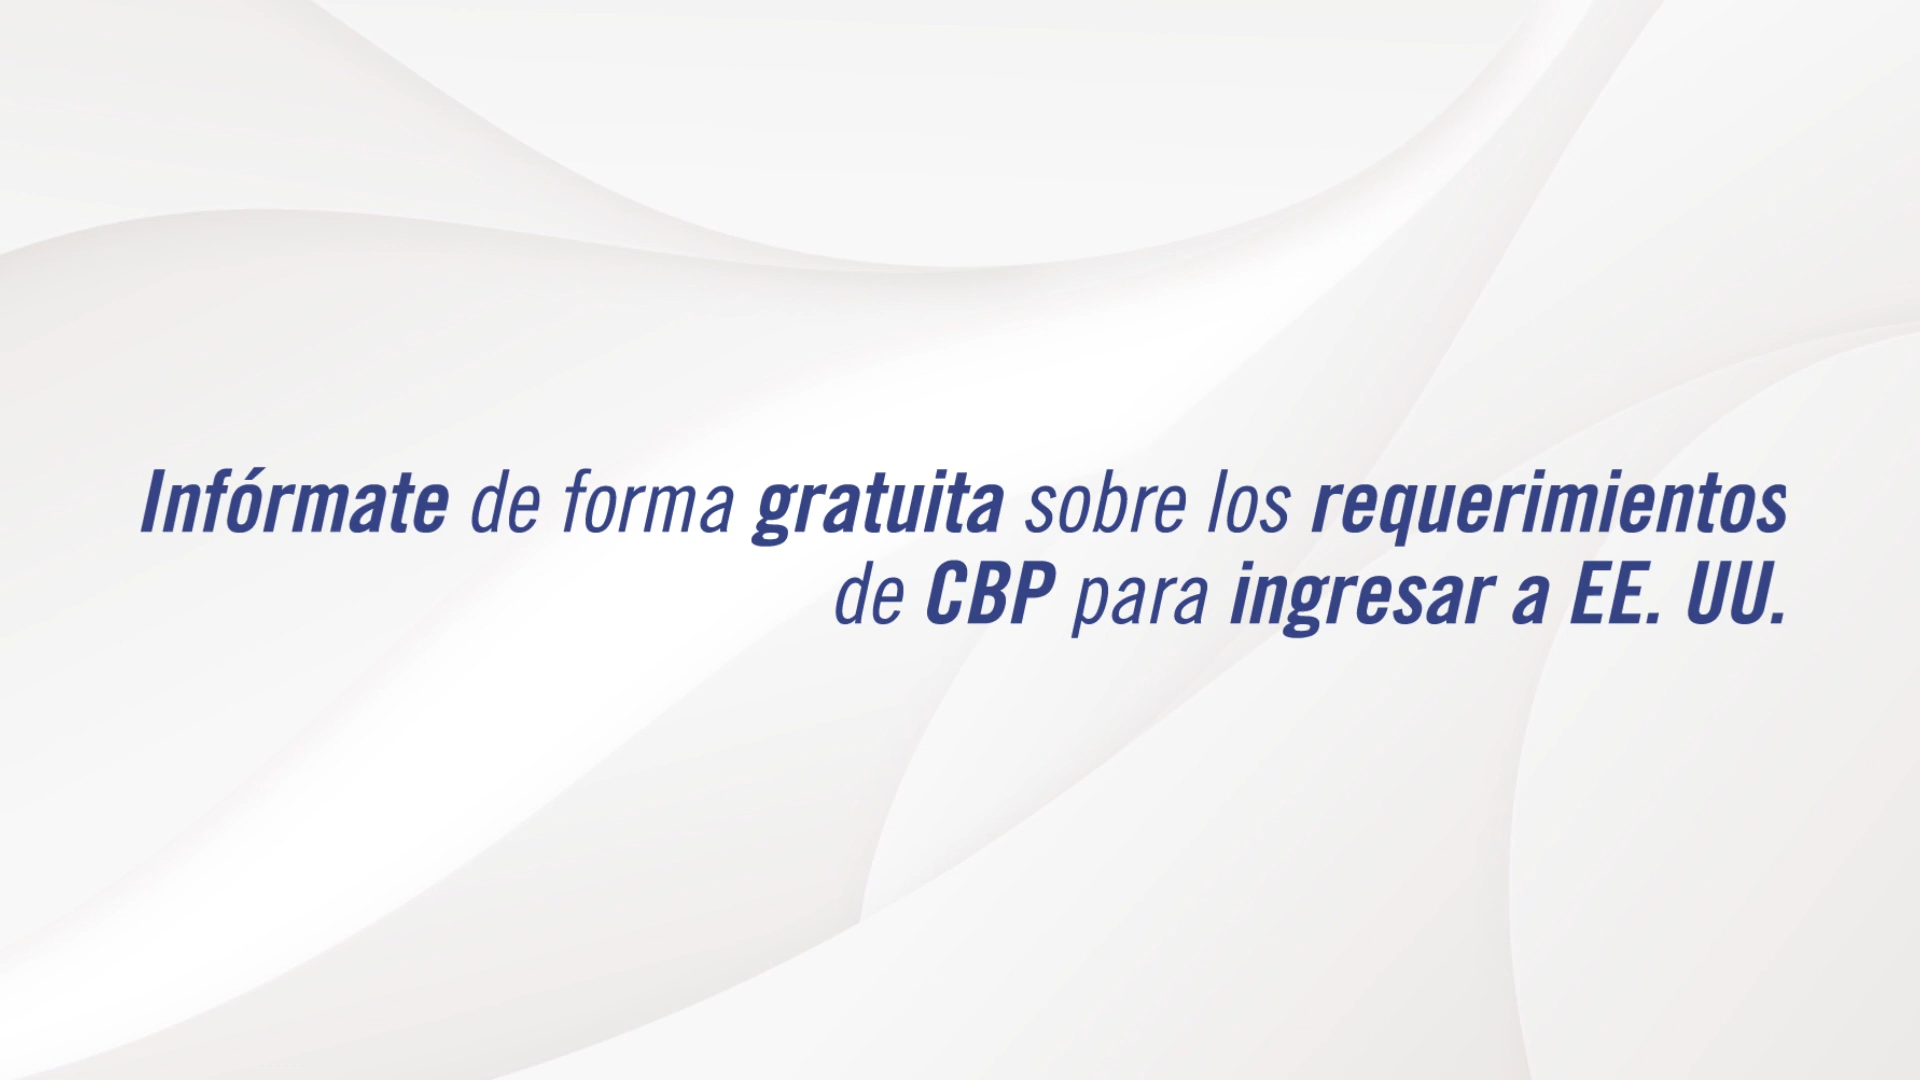 Infórmate de forma gratuita sobre los requerimientos
de CBP para ingresar a EE. UU.